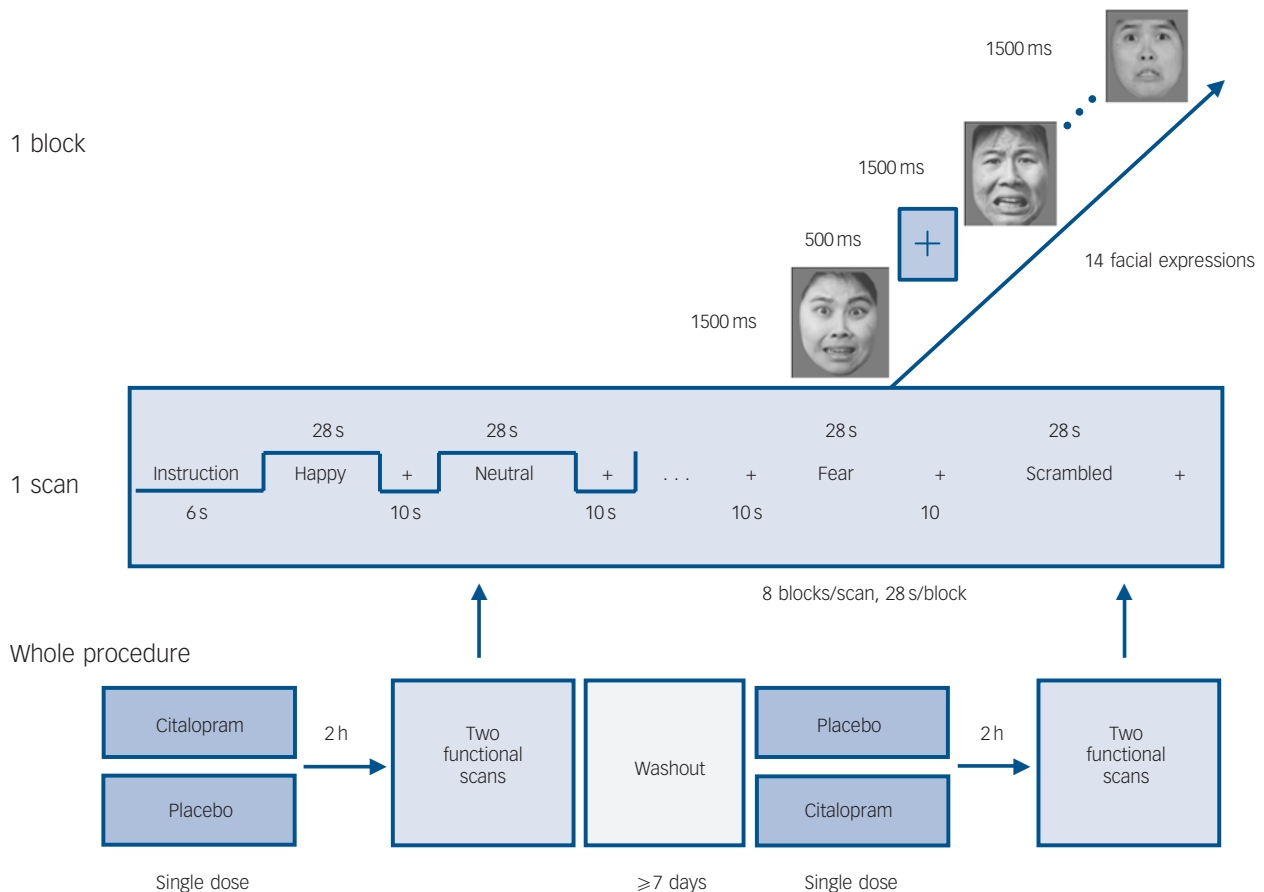 1500 ms
1 block
1500 ms
500 ms
+
14 facial expressions
1500 ms
28 s 28 s 28 s 28 s
1 scan
Instruction Happy + Neutral + . . . + Fear + Scrambled +
6 s 10 s 10 s 10 s 10
8 blocks/scan, 28 s/block
Whole procedure
Citalopram
Placebo
2 h
Two
functional
scans
Washout
Placebo
Citalopram
2 h
Two
functional
scans
Single dose ⩾7 days Single dose